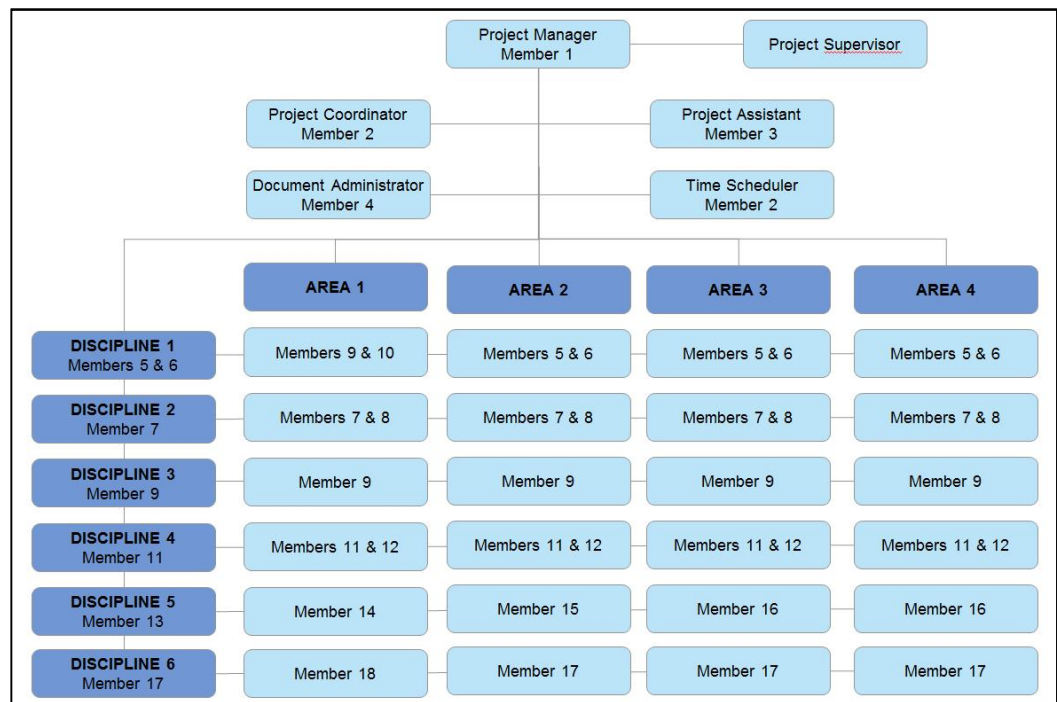 Project Manager
Member 1
Project Supervisor
Project Coordinator
Member 2
Project Assistant
Member 3
Document Administrator
Member 4
Time Scheduler
Member 2
AREA 1
AREA 2
AREA 3
AREA 4
DISCIPLINE 1
Members 5 & 6
Members 9 & 10
Members 5 & 6
Members 5 & 6
Members 5 & 6
DISCIPLINE 2
Member 7
Members 7 & 8
Members 7 & 8
Members 7 & 8
Members 7 & 8
DISCIPLINE 3
Member 9
Member 9
Member 9
Member 9
Member 9
DISCIPLINE 4
Member 11
Members 11 & 12
Members 11 & 12
Members 11 & 12
Members 11 & 12
DISCIPLINE 5
Member 13
Member 14
Member 15
Member 16
Member 16
DISCIPLINE 6
Member 17
Member 18
Member 17
Member 17
Member 17